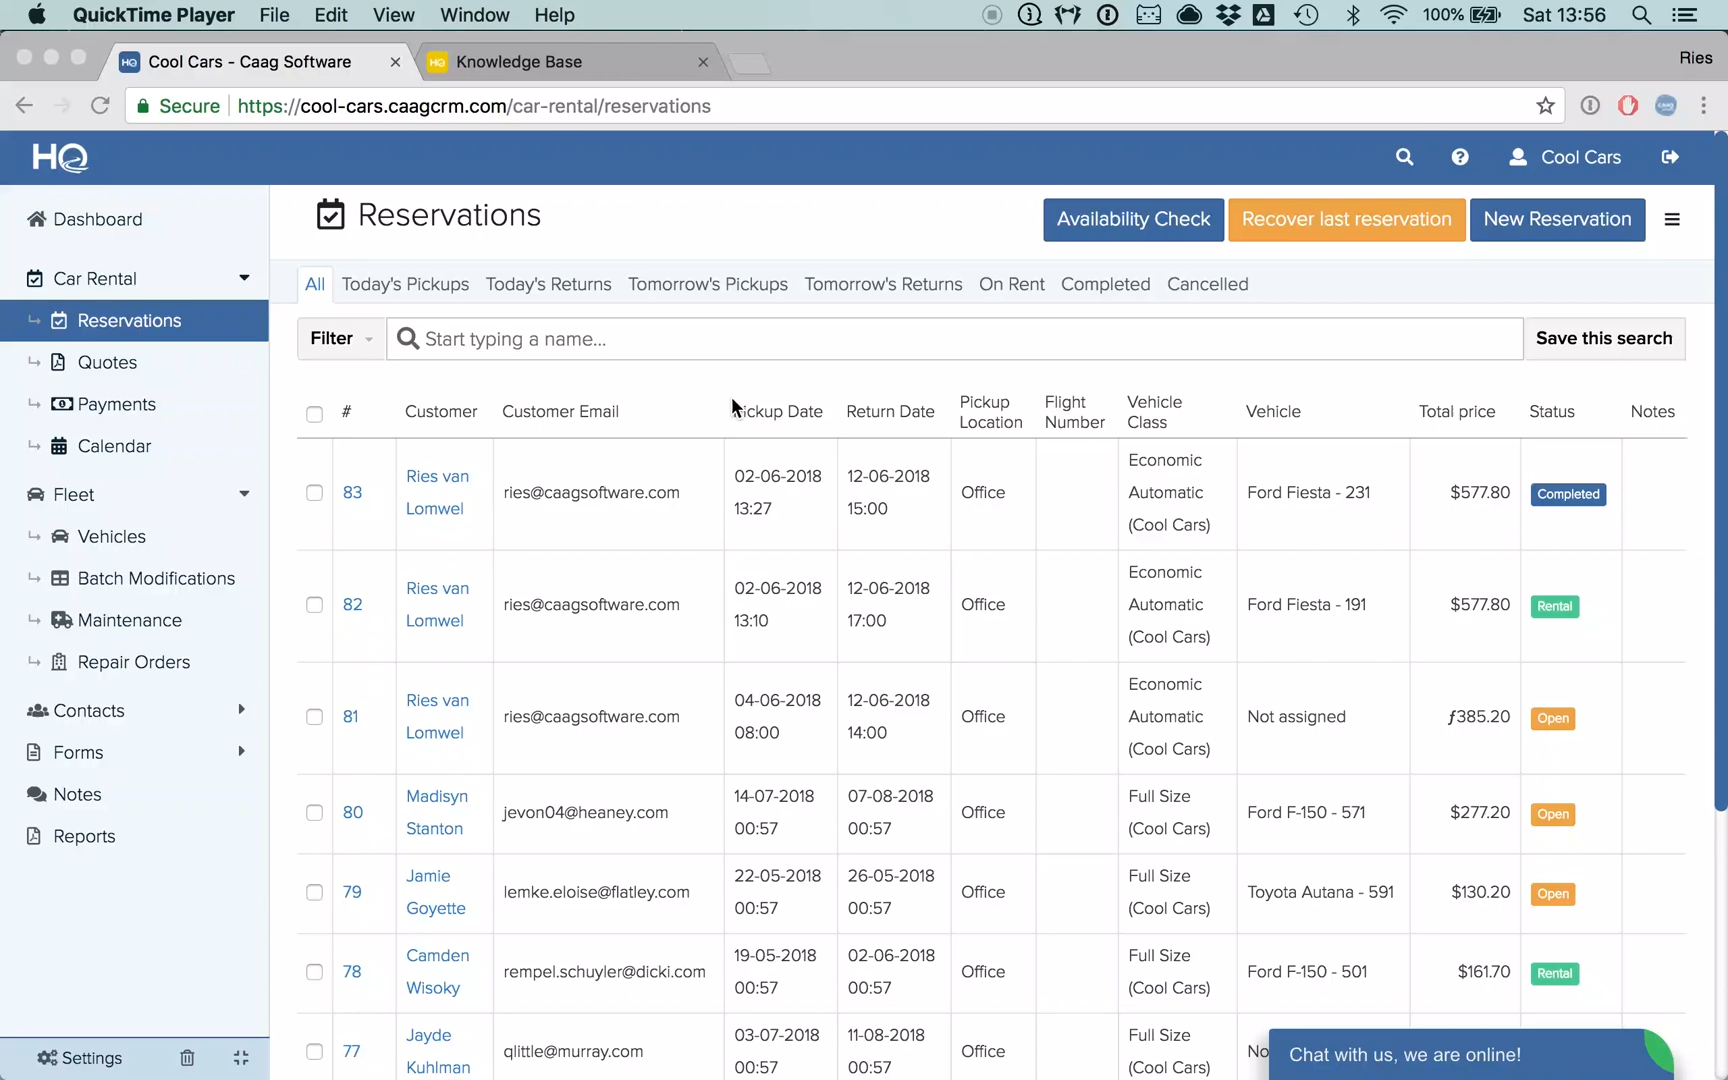 QuickTime Player File Edit View Window Help 100% Sat 13:56
Cool Cars - Caag Software Knowledge Base Ries
Secure https://cool-cars.caagcrm.com/car-rental/reservations
HQ Cool Cars
Dashboard
Car Rental
Reservations
Quotes
Payments
Calendar
Fleet
Vehicles
Batch Modifications
Maintenance
Repair Orders
Contacts
Forms
Notes
Reports
Settings
Reservations
Availability Check Recover last reservation New Reservation
All Today's Pickups Today's Returns Tomorrow's Pickups Tomorrow's Returns On Rent Completed Cancelled
Filter Start typing a name... Save this search
# Customer Customer Email Pickup Date Return Date Pickup Location Flight Number Vehicle Class Vehicle Total price Status Notes
83 Ries van Lomwel ries@caagsoftware.com 02-06-2018 13:27 12-06-2018 15:00 Office Economic Automatic (Cool Cars) Ford Fiesta - 231 $577.80 Completed
82 Ries van Lomwel ries@caagsoftware.com 02-06-2018 13:10 12-06-2018 17:00 Office Economic Automatic (Cool Cars) Ford Fiesta - 191 $577.80 Rental
81 Ries van Lomwel ries@caagsoftware.com 04-06-2018 08:00 12-06-2018 14:00 Office Economic Automatic (Cool Cars) Not assigned ƒ385.20 Open
80 Madisyn Stanton jevon04@heaney.com 14-07-2018 00:57 07-08-2018 00:57 Office Full Size (Cool Cars) Ford F-150 - 571 $277.20 Open
79 Jamie Goyette lemke.eloise@flatley.com 22-05-2018 00:57 26-05-2018 00:57 Office Full Size (Cool Cars) Toyota Autana - 591 $130.20 Open
78 Camden Wisoky rempel.schuyler@dicki.com 19-05-2018 00:57 02-06-2018 00:57 Office Full Size (Cool Cars) Ford F-150 - 501 $161.70 Rental
77 Jayde Kuhlman qlittle@murray.com 03-07-2018 00:57 11-08-2018 00:57 Office Full Size (Cool Cars)
Chat with us, we are online!